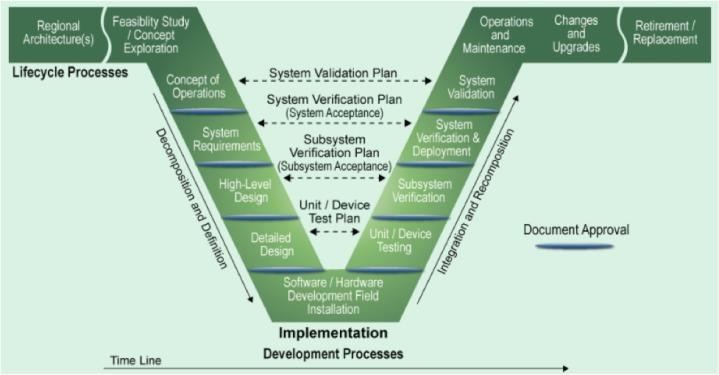 Regional
Architecture(s)
Feasiblity Study
/ Concept
Exploration
Operations
and
Maintenance
Changes
and
Upgrades
Retirement /
Replacement
Lifecycle Processes
Concept of
Operations
System Validation Plan
System
Validation
System Verification Plan
(System Acceptance)
System
Requirements
System
Verification &
Deployment
Subsystem
Verification Plan
(Subsystem Acceptance)
High-Level
Design
Subsystem
Verification
Unit / Device
Test Plan
Detailed
Design
Unit / Device
Testing
Decomposition and Definition
Integration and Recomposition
Document Approval
Software / Hardware
Development Field
Installation
Implementation
Development Processes
Time Line